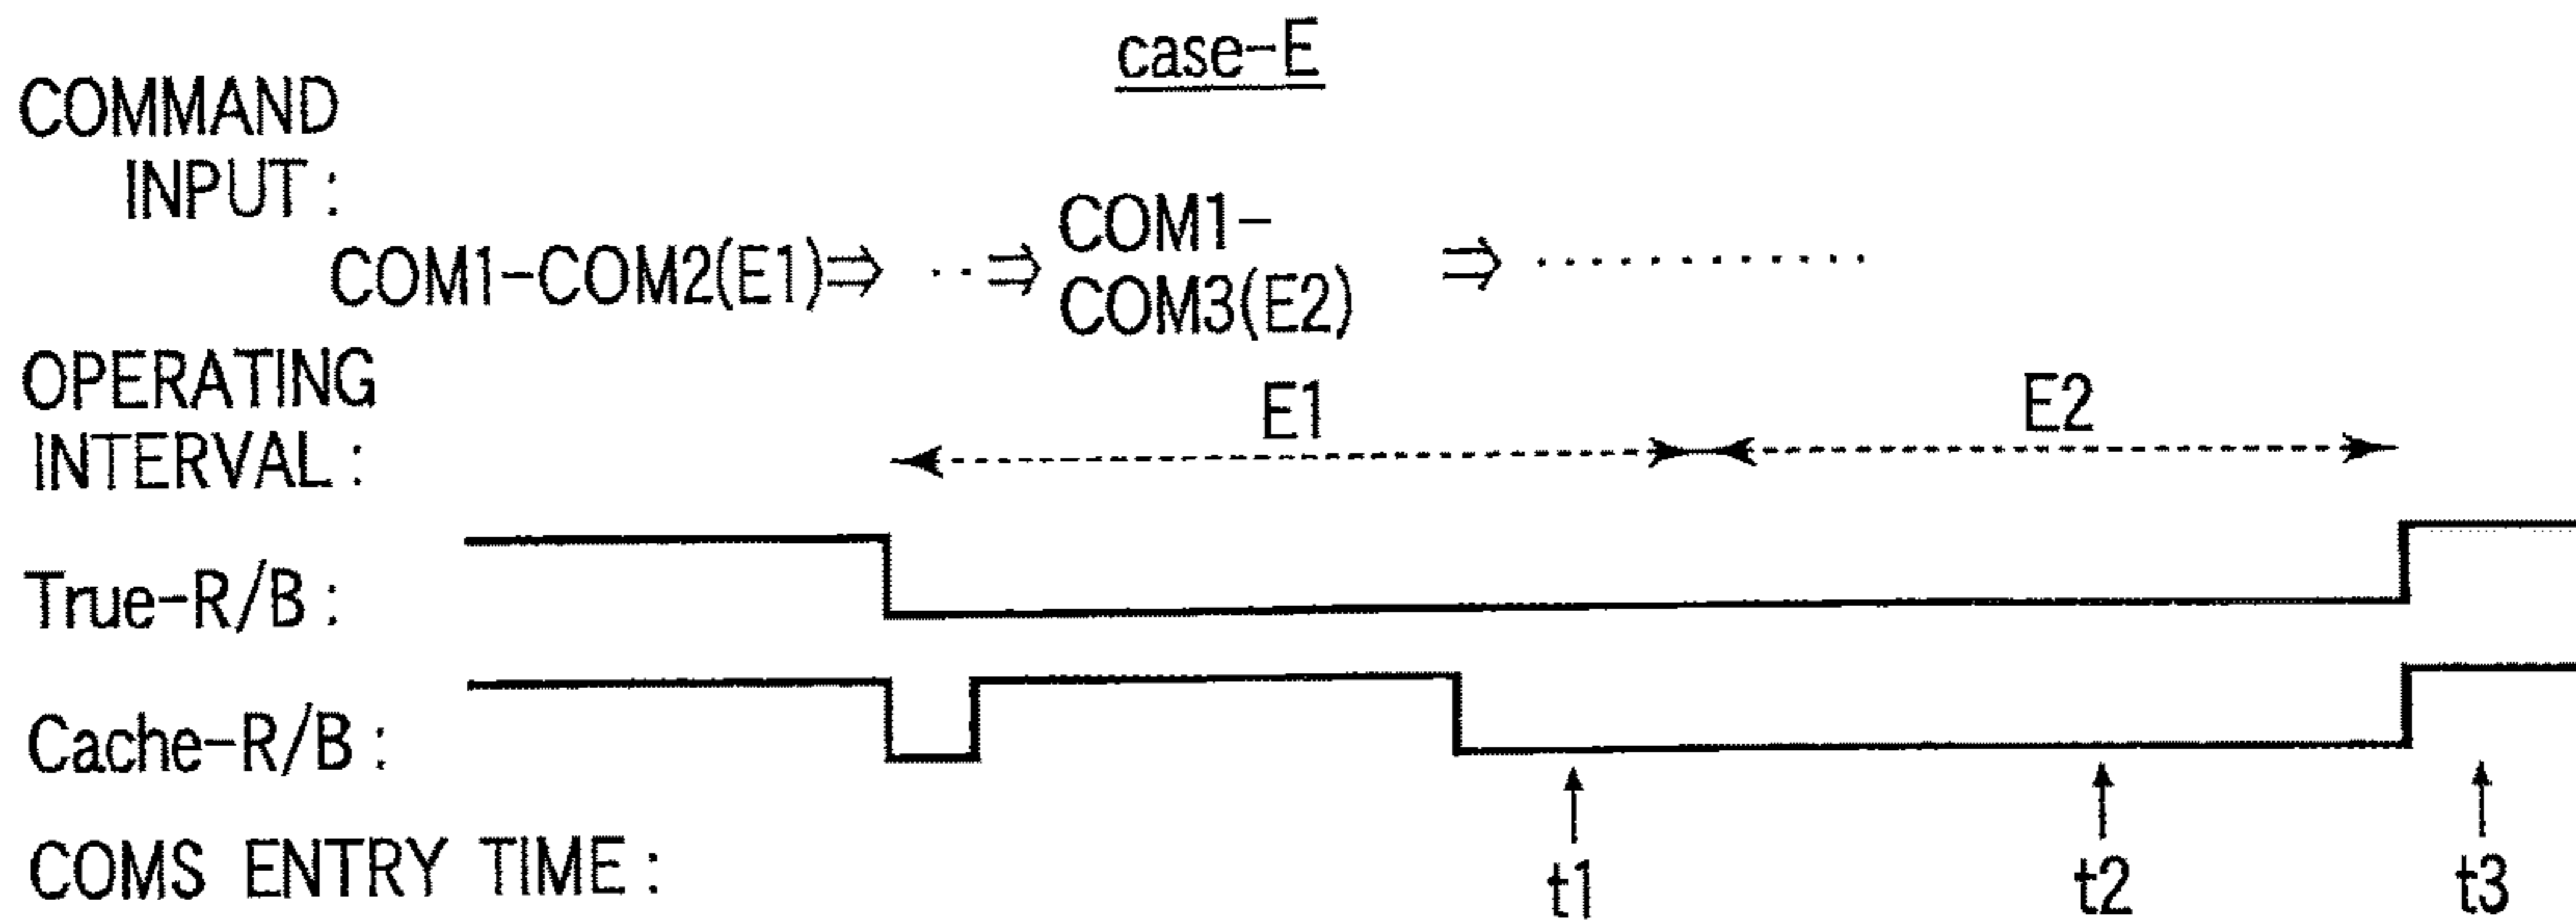 case-E
COMMAND
INPUT :
COM1-COM2(E1)⇒ ‥⇒ COM1-
COM3(E2) ⇒ ············
OPERATING
INTERVAL :
E1 E2
True-R/B :
Cache-R/B :
COMS ENTRY TIME :
t1 t2 t3